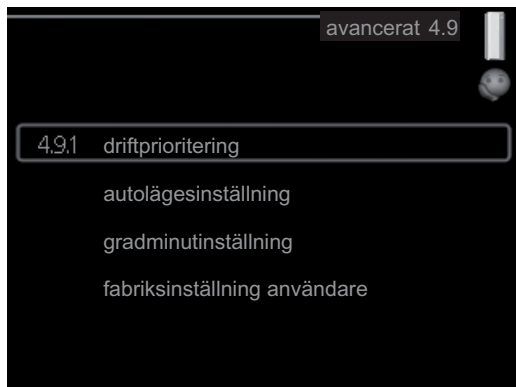 avancerat 4.9
4.9.1 driftprioritering
autolägesinställning
gradminutinställning
fabriksinställning användare